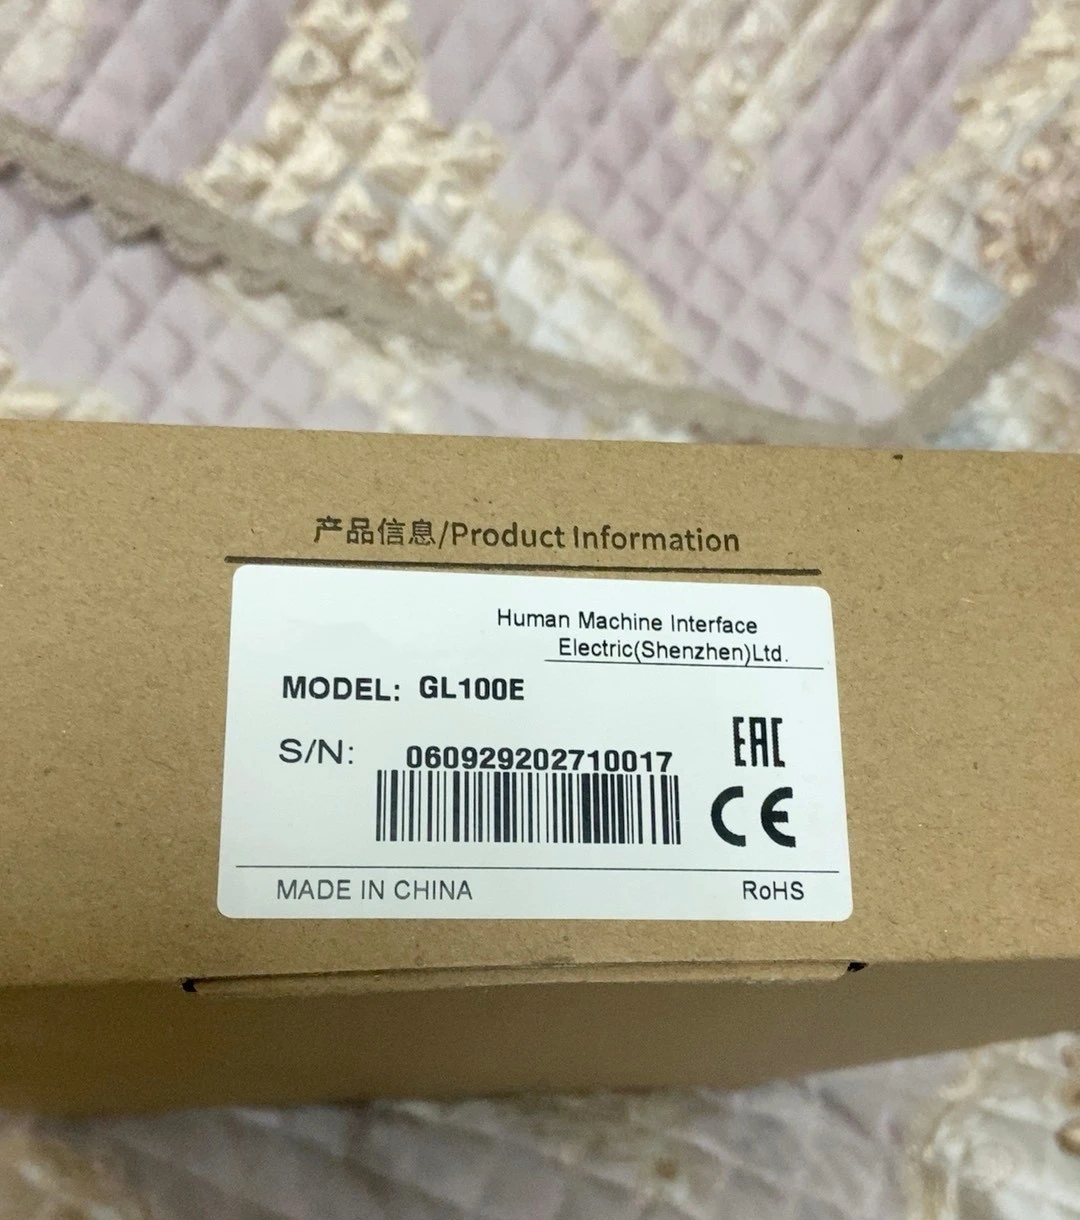 产品信息/Product Information
Human Machine Interface
Electric(Shenzhen)Ltd.
MODEL: GL100E
S/N: 060929202710017
EAC
CE
MADE IN CHINA RoHS